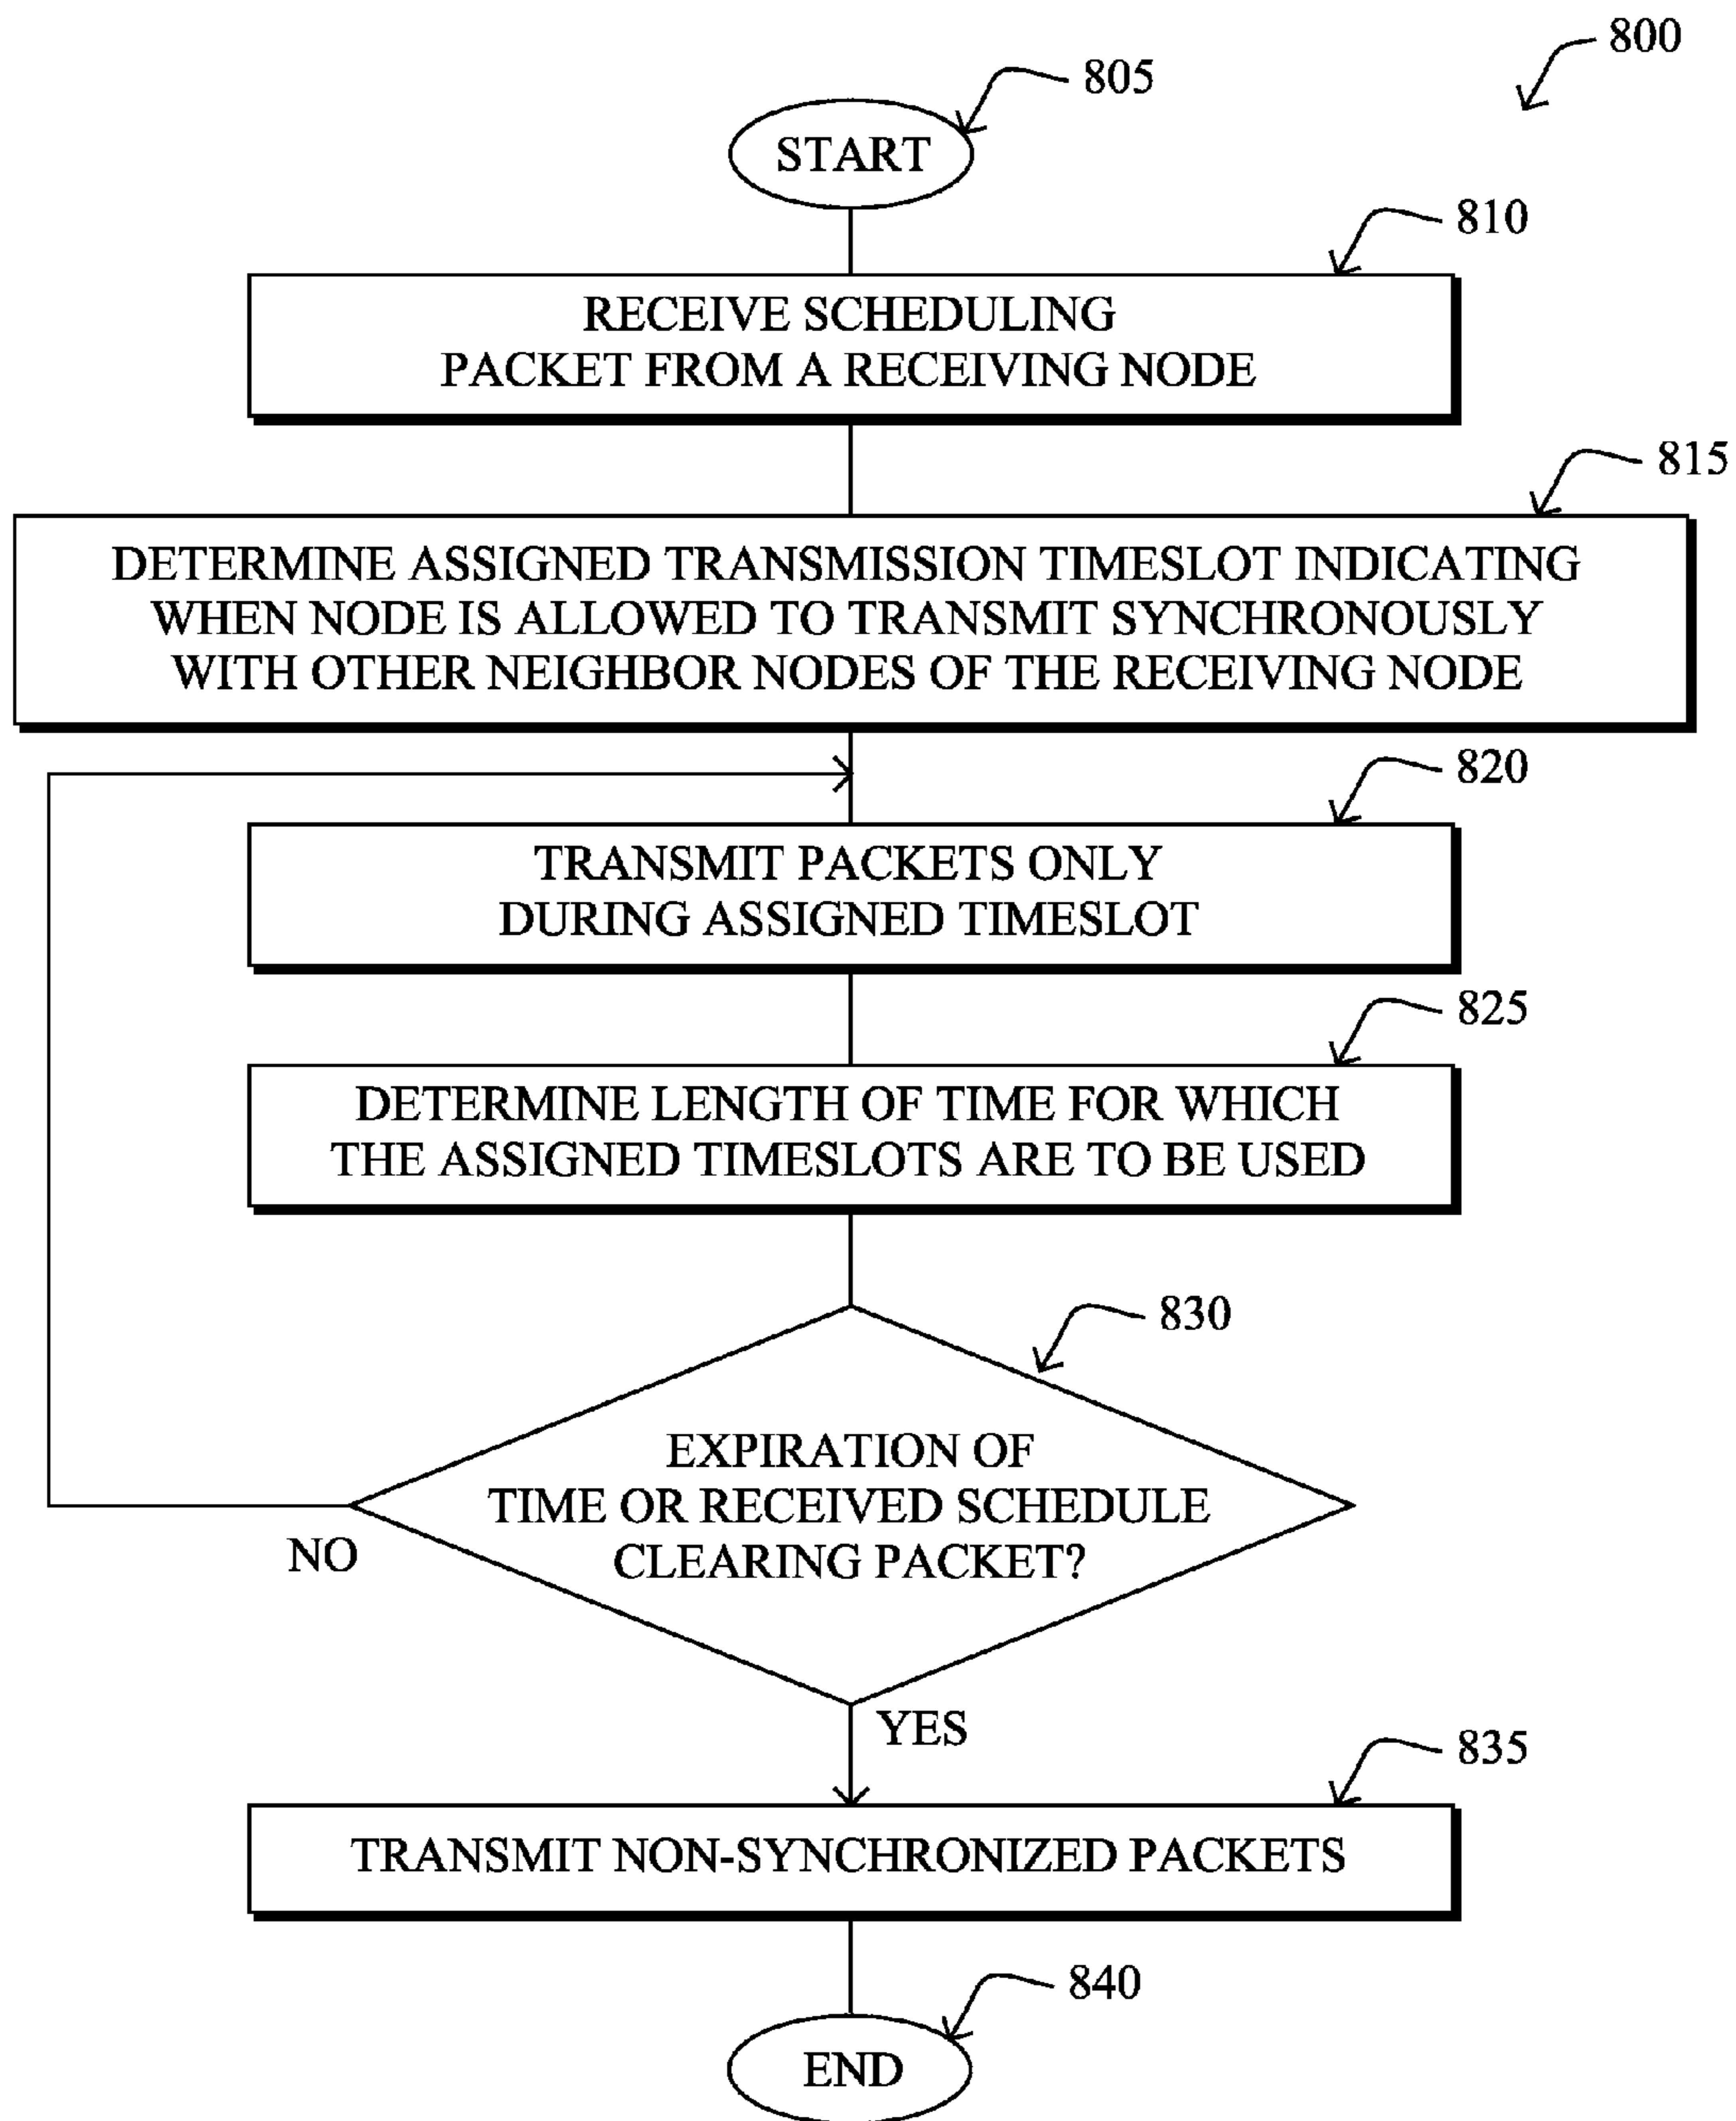 800
805
START
810
RECEIVE SCHEDULING
PACKET FROM A RECEIVING NODE
815
DETERMINE ASSIGNED TRANSMISSION TIMESLOT INDICATING
WHEN NODE IS ALLOWED TO TRANSMIT SYNCHRONOUSLY
WITH OTHER NEIGHBOR NODES OF THE RECEIVING NODE
820
TRANSMIT PACKETS ONLY
DURING ASSIGNED TIMESLOT
825
DETERMINE LENGTH OF TIME FOR WHICH
THE ASSIGNED TIMESLOTS ARE TO BE USED
830
EXPIRATION OF
TIME OR RECEIVED SCHEDULE
CLEARING PACKET?
NO
YES
835
TRANSMIT NON-SYNCHRONIZED PACKETS
840
END